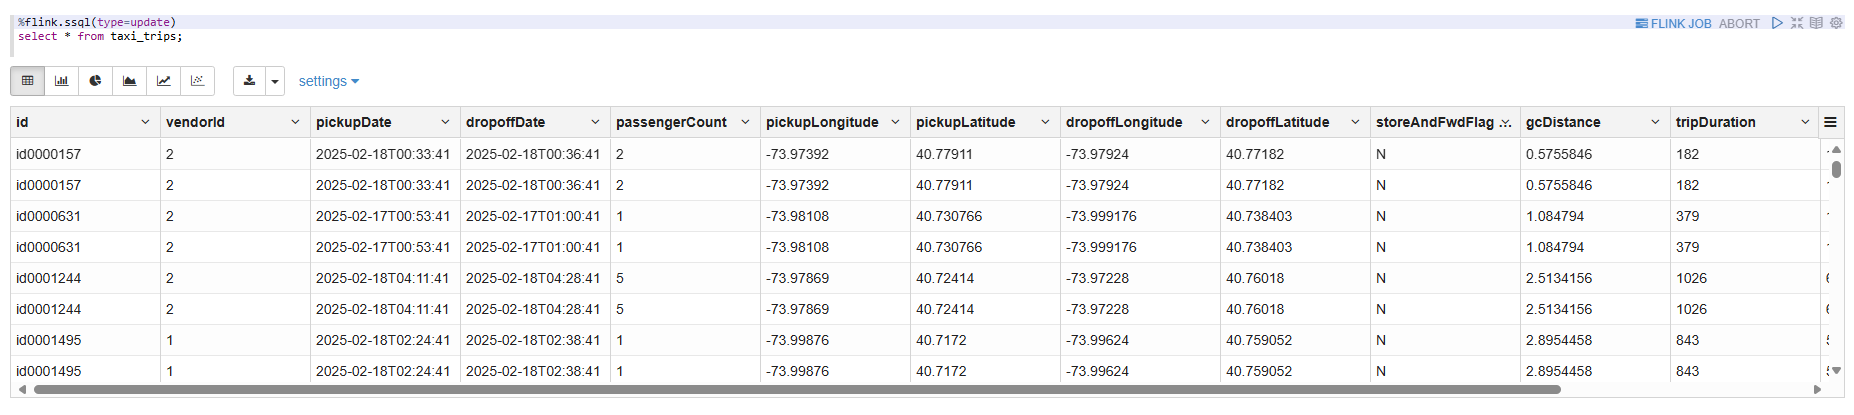 %flink.ssql(type=update)
FLINK JOB ABORT
select * from taxi_trips;
settings
id vendorId pickupDate dropoffDate passengerCount pickupLongitude pickupLatitude dropoffLongitude dropoffLatitude storeAndFwdFlag ... gcDistance tripDuration
id0000157 2 2025-02-18T00:33:41 2025-02-18T00:36:41 2 -73.97392 40.77911 -73.97924 40.77182 N 0.5755846 182
id0000157 2 2025-02-18T00:33:41 2025-02-18T00:36:41 2 -73.97392 40.77911 -73.97924 40.77182 N 0.5755846 182
id0000631 2 2025-02-17T00:53:41 2025-02-17T01:00:41 1 -73.98108 40.730766 -73.999176 40.738403 N 1.084794 379
id0000631 2 2025-02-17T00:53:41 2025-02-17T01:00:41 1 -73.98108 40.730766 -73.999176 40.738403 N 1.084794 379
id0001244 2 2025-02-18T04:11:41 2025-02-18T04:28:41 5 -73.97869 40.72414 -73.97228 40.76018 N 2.5134156 1026
id0001244 2 2025-02-18T04:11:41 2025-02-18T04:28:41 5 -73.97869 40.72414 -73.97228 40.76018 N 2.5134156 1026
id0001495 1 2025-02-18T02:24:41 2025-02-18T02:38:41 1 -73.99876 40.7172 -73.99624 40.759052 N 2.8954458 843
id0001495 1 2025-02-18T02:24:41 2025-02-18T02:38:41 1 -73.99876 40.7172 -73.99624 40.759052 N 2.8954458 843